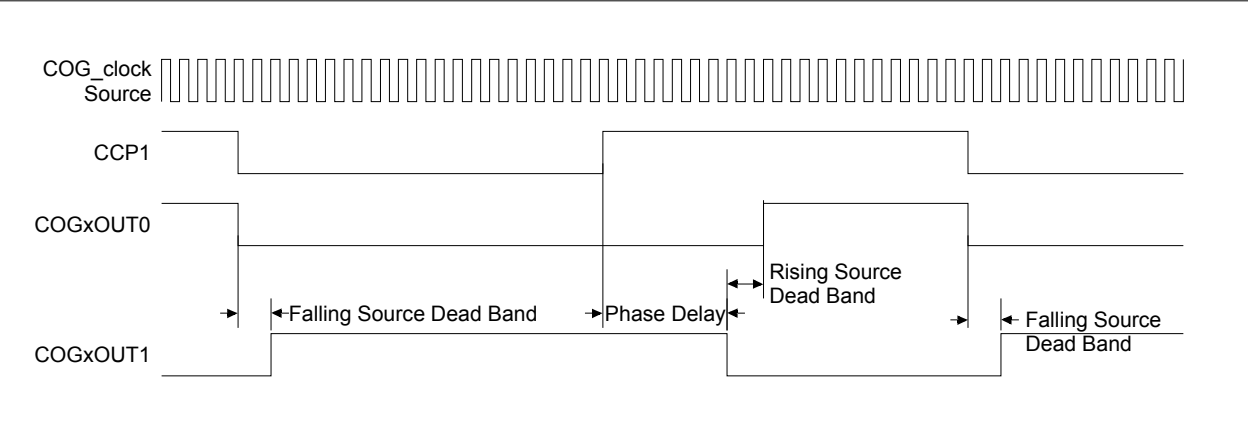 COG_clock
Source
CCP1
COGxOUT0
Rising Source
Dead Band
Falling Source Dead Band
Phase Delay
Falling Source
Dead Band
COGxOUT1